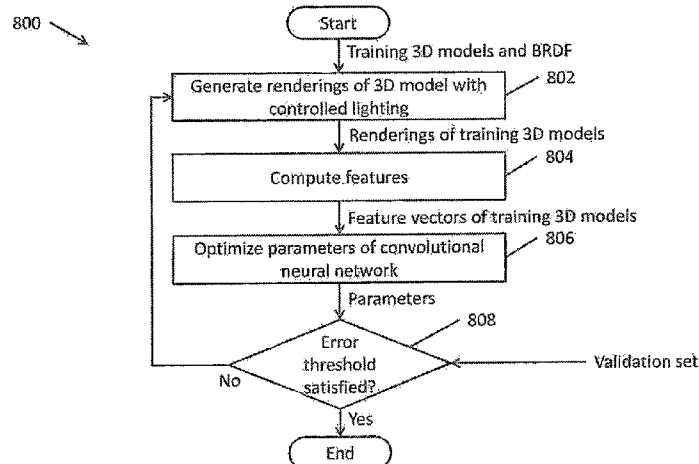 800
Start
Training 3D models and BRDF
Generate renderings of 3D model with
controlled lighting
802
Renderings of training 3D models
804
Compute features
Feature vectors of training 3D models
806
Optimize parameters of convolutional
neural network
Parameters
808
Error
threshold
satisfied?
Validation set
No
Yes
End